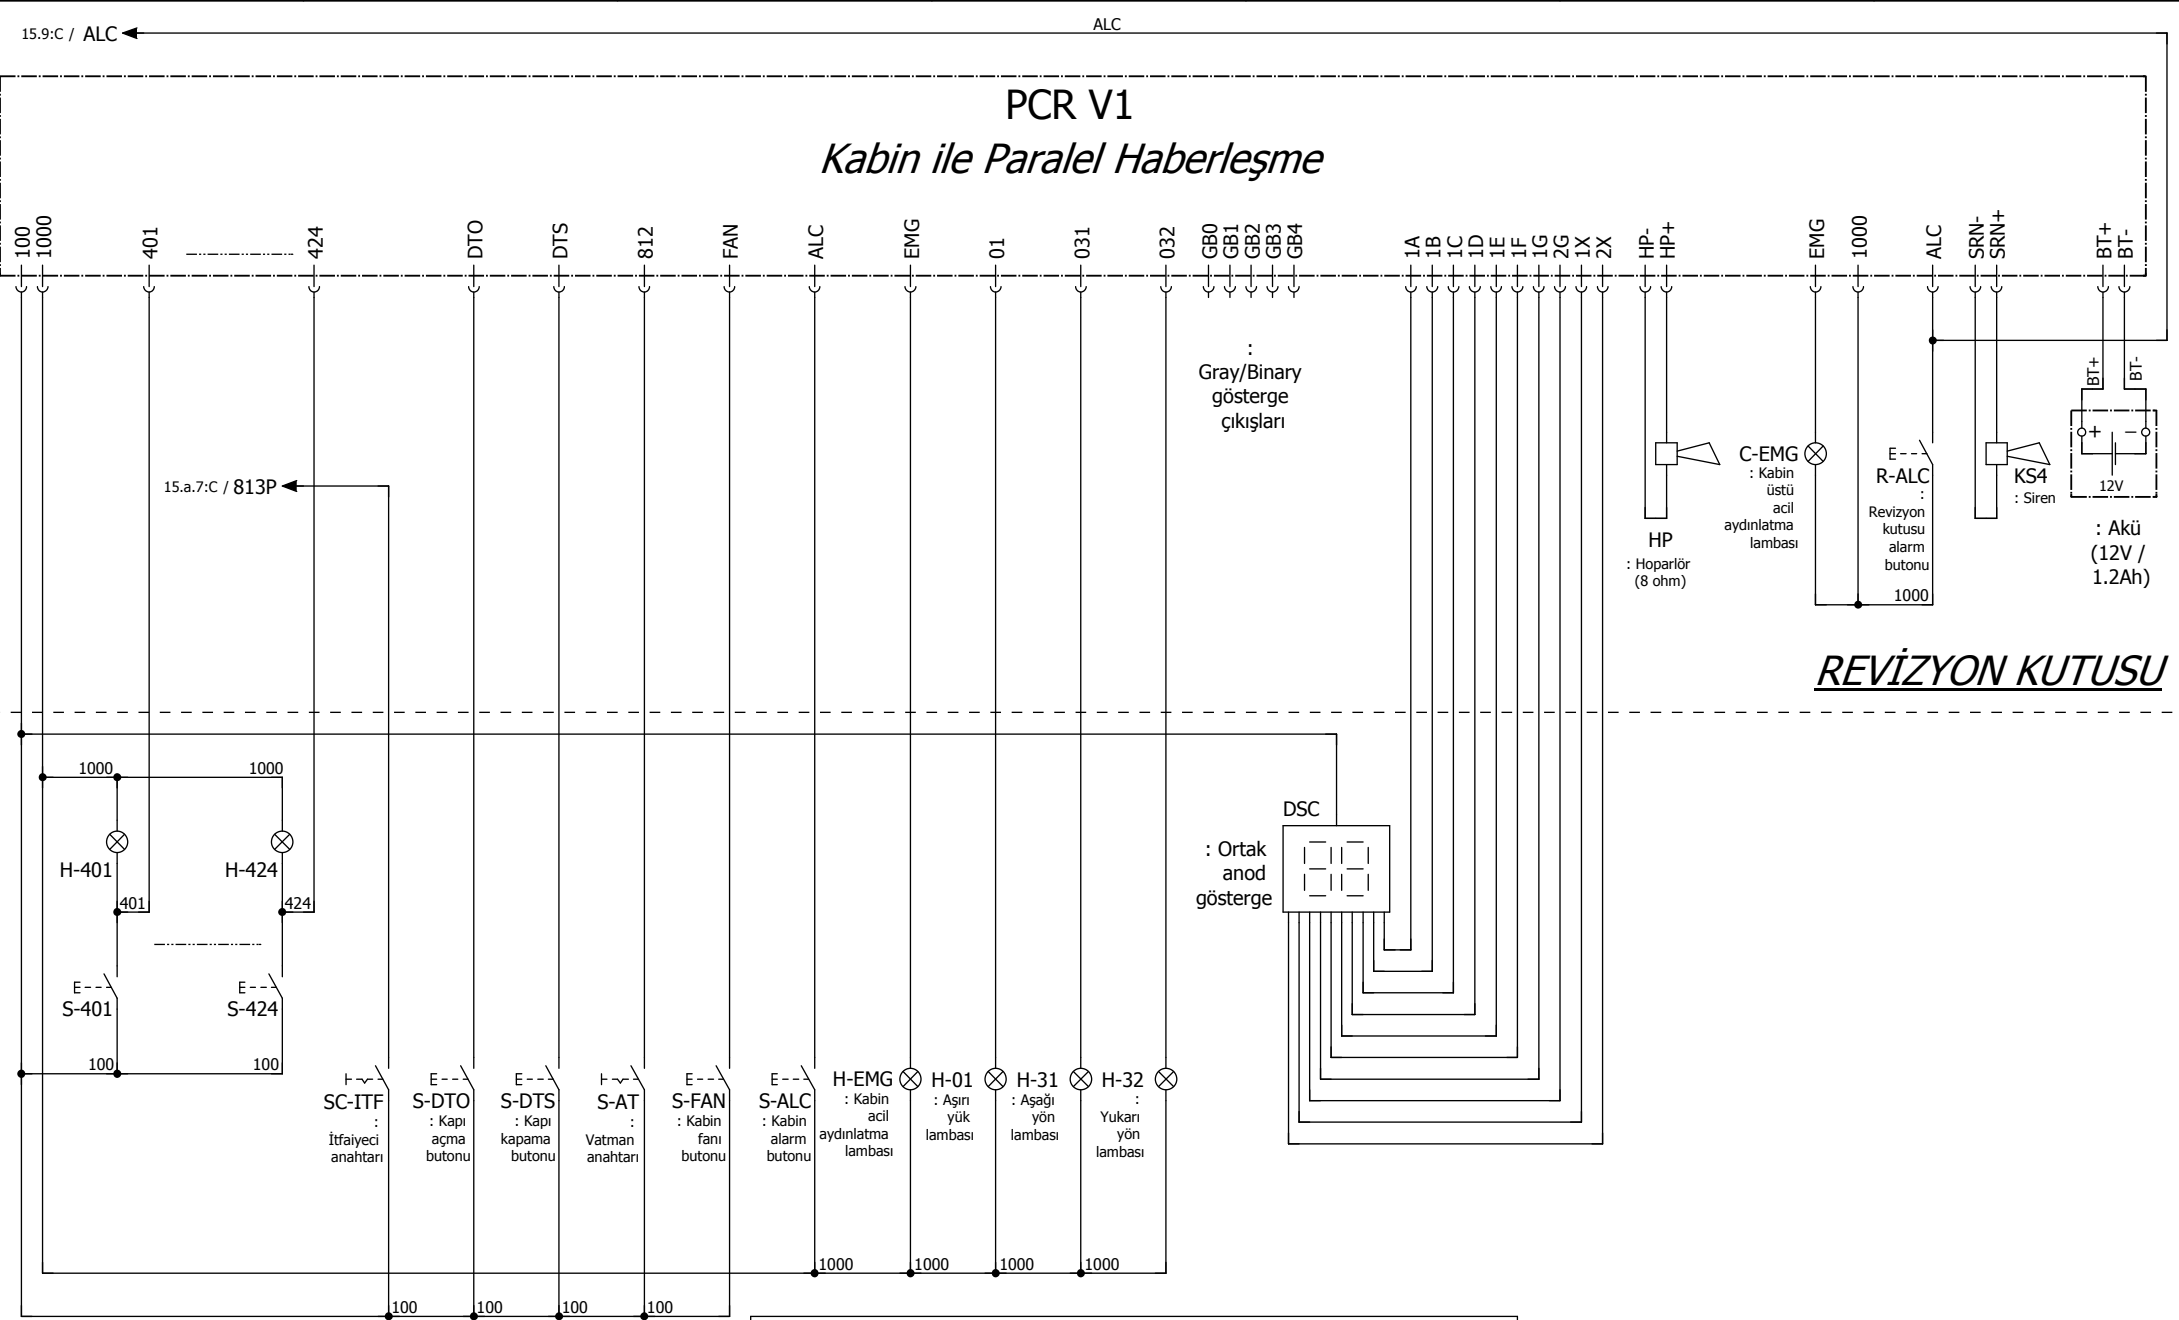 ALC
15.9:C / ALC
PCR V1
Kabin ile Paralel Haberleşme
100
1000
401
424
DTO
DTS
812
FAN
ALC
EMG
01
031
032
GB0
GB1
GB2
GB3
GB4
1A
1B
1C
1D
1E
1F
1G
2G
1X
2X
HP-
HP+
EMG
1000
ALC
SRN-
SRN+
BT+
BT-
:
Gray/Binary
gösterge
çıkışları
BT+
BT-
+
−
12V
: Akü
(12V /
1.2Ah)
15.a.7:C / 813P
HP
: Hoparlör
(8 ohm)
C-EMG
: Kabin
üstü
acil
aydınlatma
lambası
E
R-ALC
:
Revizyon
kutusu
alarm
butonu
1000
KS4
: Siren
REVİZYON KUTUSU
1000
1000
H-401
H-424
401
424
E
S-401
E
S-424
100
100
DSC
: Ortak
anod
gösterge
SC-ITF
:
İtfaiyeci
anahtarı
E
S-DTO
: Kapı
açma
butonu
E
S-DTS
: Kapı
kapama
butonu
S-AT
:
Vatman
anahtarı
E
S-FAN
: Kabin
fanı
butonu
E
S-ALC
: Kabin
alarm
butonu
H-EMG
: Kabin
acil
aydınlatma
lambası
H-01
: Aşırı
yük
lambası
H-31
: Aşağı
yön
lambası
H-32
:
Yukarı
yön
lambası
1000
1000
1000
1000
100
100
100
100